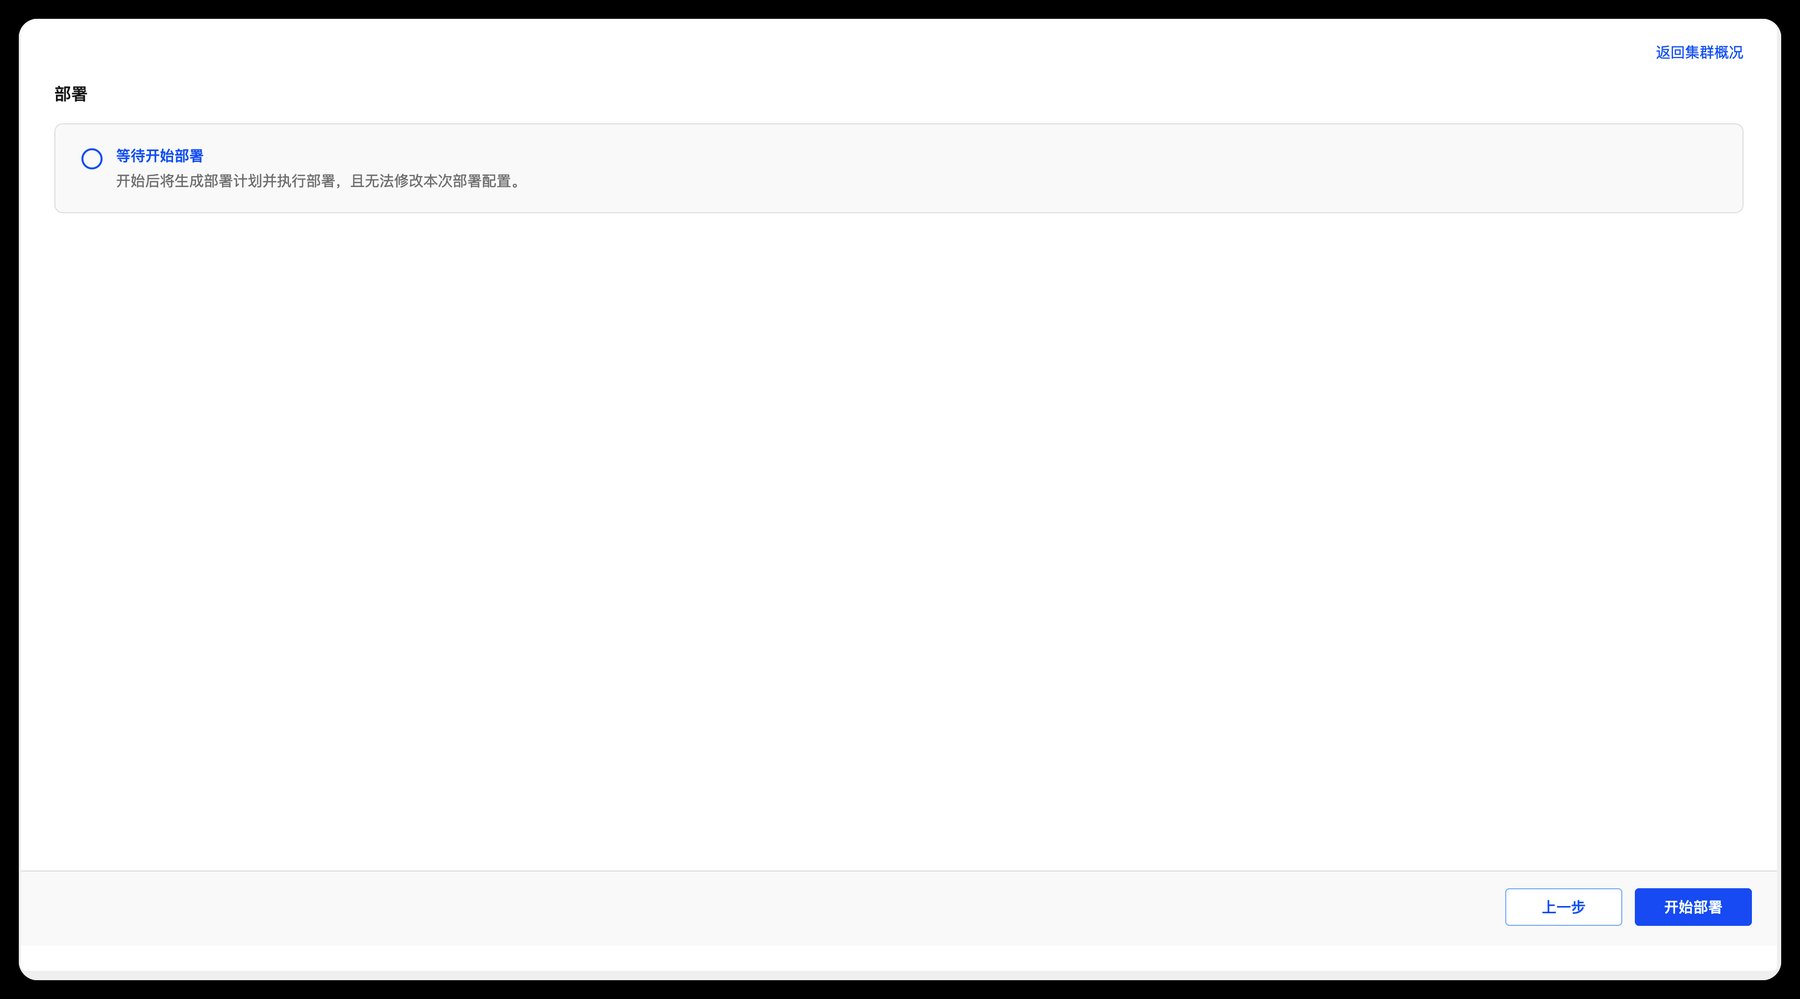 返回集群概况
部署
等待开始部署
开始后将生成部署计划并执行部署，且无法修改本次部署配置。
上一步
开始部署